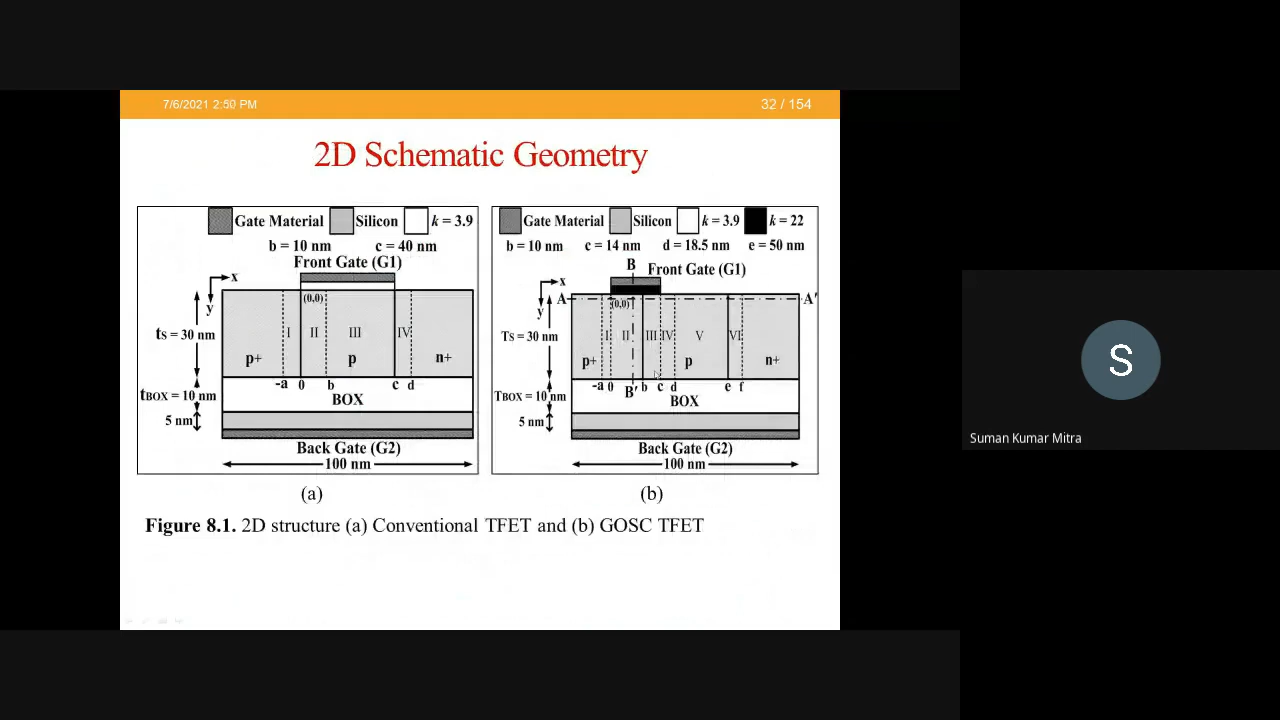 7/6/2021 2:50 PM
32 / 154
2D Schematic Geometry
Gate Material Silicon k = 3.9
b = 10 nm c = 40 nm
Front Gate (G1)
x
y
(0,0)
tS = 30 nm
I II III IV
p+ p n+
-a 0 b c d
tBOX = 10 nm
BOX
5 nm
Back Gate (G2)
100 nm
(a)
Gate Material Silicon k = 3.9 k = 22
b = 10 nm c = 14 nm d = 18.5 nm e = 50 nm
B Front Gate (G1)
x
A A'
y
(0,0)
TS = 30 nm
I II III IV V VI
p+ p n+
-a 0 B' b c d e f
TBOX = 10 nm
BOX
5 nm
Back Gate (G2)
100 nm
(b)
Figure 8.1. 2D structure (a) Conventional TFET and (b) GOSC TFET
S
Suman Kumar Mitra